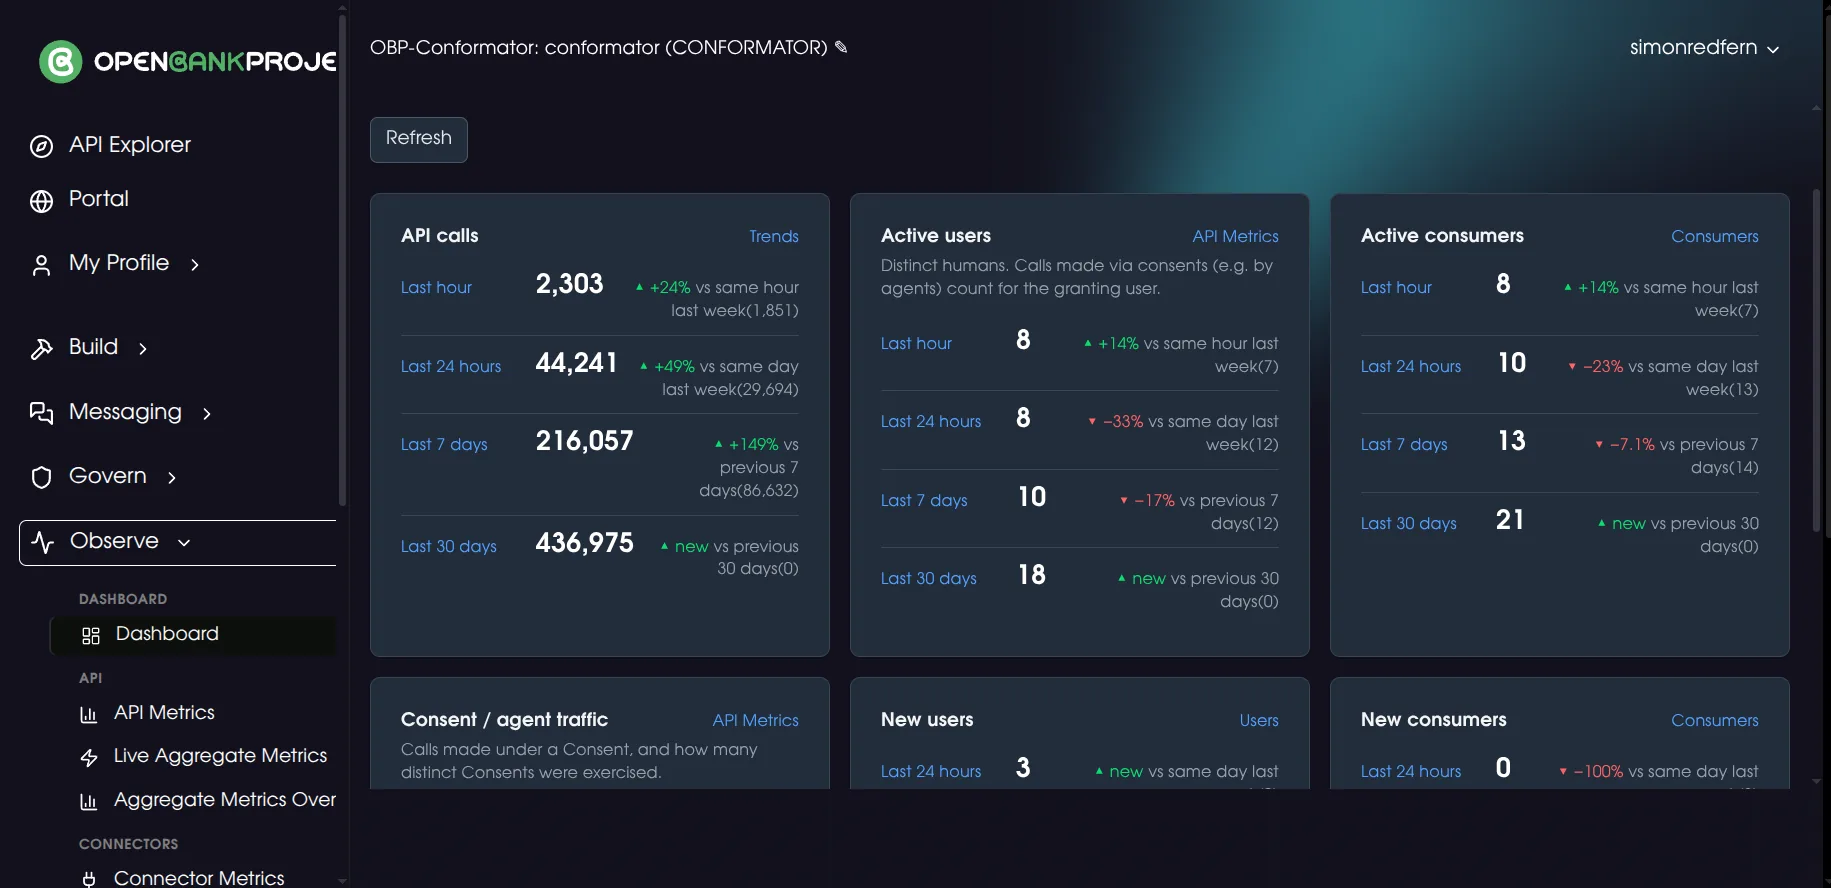 OPENBANKPROJE
API Explorer
Portal
My Profile
Build
Messaging
Govern
Observe
DASHBOARD
Dashboard
API
API Metrics
Live Aggregate Metrics
Aggregate Metrics Over
CONNECTORS
Connector Metrics
OBP-Conformator: conformator (CONFORMATOR) ✎
simonredfern
Refresh
API calls
Trends
Last hour 2,303 ▲ +24% vs same hour
last week(1,851)
Last 24 hours 44,241 ▲ +49% vs same day
last week(29,694)
Last 7 days 216,057 ▲ +149% vs
previous 7
days(86,632)
Last 30 days 436,975 ▲ new vs previous
30 days(0)
Active users
API Metrics
Distinct humans. Calls made via consents (e.g. by
agents) count for the granting user.
Last hour 8 ▲ +14% vs same hour last
week(7)
Last 24 hours 8 ▼ −33% vs same day last
week(12)
Last 7 days 10 ▼ −17% vs previous 7
days(12)
Last 30 days 18 ▲ new vs previous 30
days(0)
Active consumers
Consumers
Last hour 8 ▲ +14% vs same hour last
week(7)
Last 24 hours 10 ▼ −23% vs same day last
week(13)
Last 7 days 13 ▼ −7.1% vs previous 7
days(14)
Last 30 days 21 ▲ new vs previous 30
days(0)
Consent / agent traffic
API Metrics
Calls made under a Consent, and how many
distinct Consents were exercised.
New users
Users
Last 24 hours 3 ▲ new vs same day last
New consumers
Consumers
Last 24 hours 0 ▼ −100% vs same day last